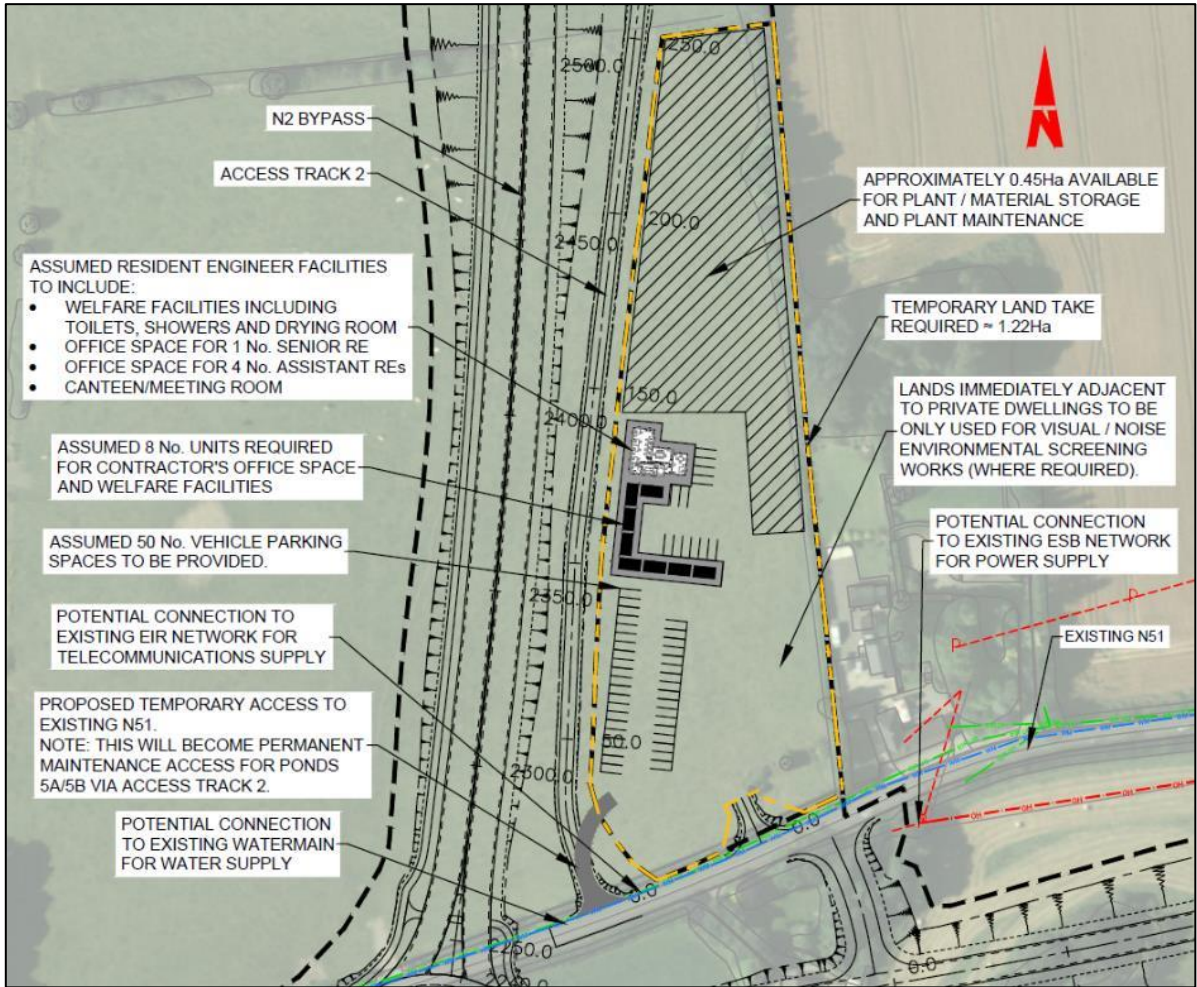 250.0
2500.0
N2 BYPASS
ACCESS TRACK 2
N
APPROXIMATELY 0.45Ha AVAILABLE
FOR PLANT / MATERIAL STORAGE
AND PLANT MAINTENANCE
200.0
2450.0
ASSUMED RESIDENT ENGINEER FACILITIES
TO INCLUDE:
• WELFARE FACILITIES INCLUDING
TOILETS, SHOWERS AND DRYING ROOM
• OFFICE SPACE FOR 1 No. SENIOR RE
• OFFICE SPACE FOR 4 No. ASSISTANT REs
• CANTEEN/MEETING ROOM
TEMPORARY LAND TAKE
REQUIRED ≈ 1.22Ha
150.0
2400.0
LANDS IMMEDIATELY ADJACENT
TO PRIVATE DWELLINGS TO BE
ONLY USED FOR VISUAL / NOISE
ENVIRONMENTAL SCREENING
WORKS (WHERE REQUIRED).
ASSUMED 8 No. UNITS REQUIRED
FOR CONTRACTOR'S OFFICE SPACE
AND WELFARE FACILITIES
POTENTIAL CONNECTION
TO EXISTING ESB NETWORK
FOR POWER SUPPLY
ASSUMED 50 No. VEHICLE PARKING
SPACES TO BE PROVIDED.
2350.0
POTENTIAL CONNECTION TO
EXISTING EIR NETWORK FOR
TELECOMMUNICATIONS SUPPLY
EXISTING N51
PROPOSED TEMPORARY ACCESS TO
EXISTING N51.
NOTE: THIS WILL BECOME PERMANENT
MAINTENANCE ACCESS FOR PONDS
5A/5B VIA ACCESS TRACK 2.
50.0
2300.0
0.0
POTENTIAL CONNECTION
TO EXISTING WATERMAIN
FOR WATER SUPPLY
0.0
2250.0
0.0